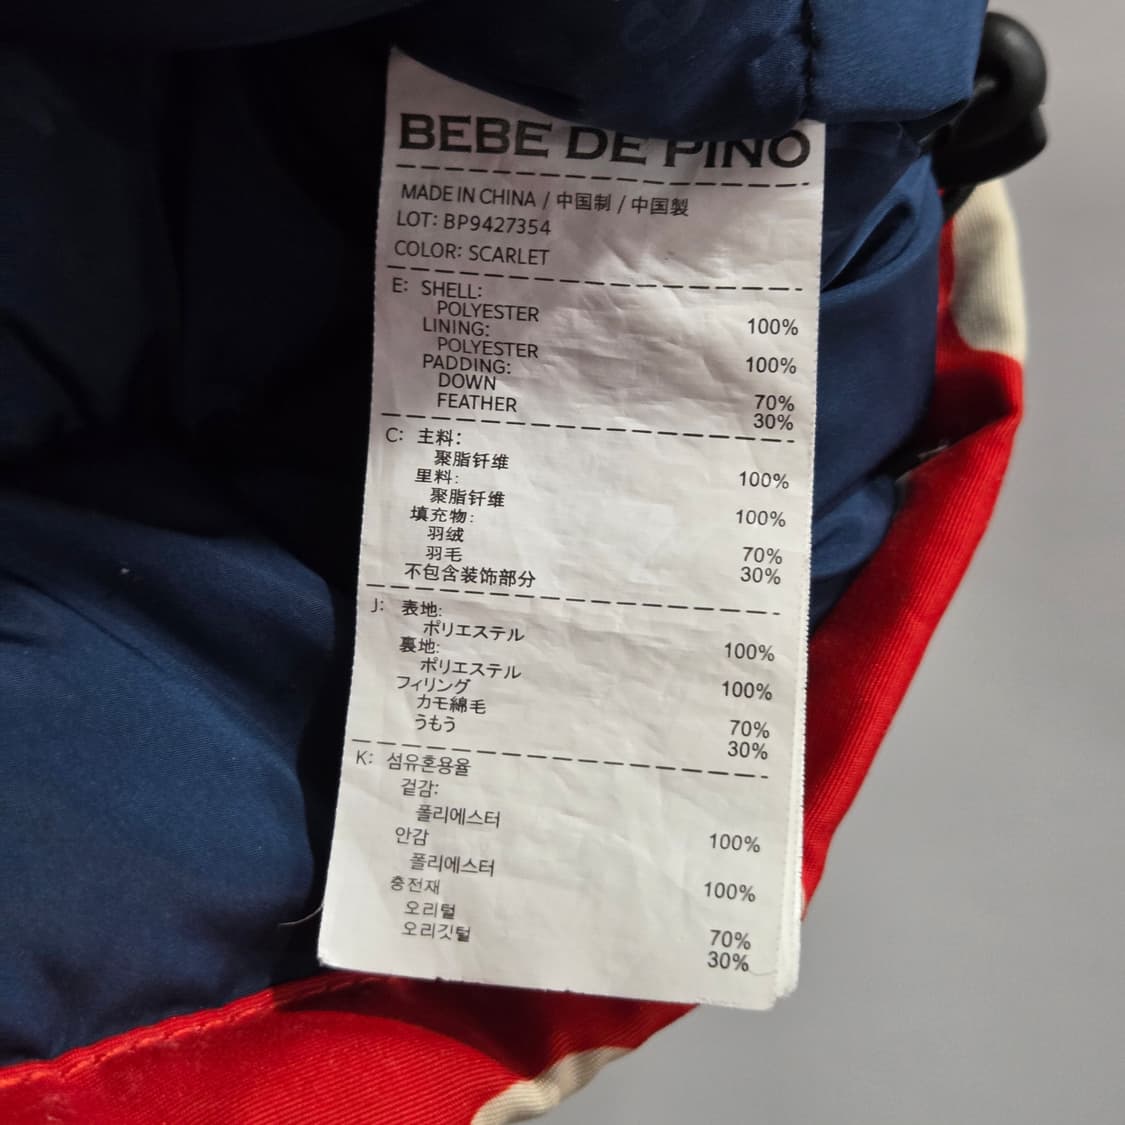 BEBE DE PINO
MADE IN CHINA / 中国制 / 中国製
LOT: BP9427354
COLOR: SCARLET
E: SHELL:
POLYESTER 100%
LINING:
POLYESTER 100%
PADDING:
DOWN 70%
FEATHER 30%
C: 主料:
聚脂钎维 100%
里料:
聚脂钎维 100%
填充物:
羽绒 70%
羽毛 30%
不包含装饰部分
J: 表地:
ポリエステル 100%
裏地:
ポリエステル 100%
フィリング
カモ綿毛 70%
うもう 30%
K: 섬유혼용율
겉감:
폴리에스터 100%
안감
폴리에스터 100%
충전재
오리털 70%
오리깃털 30%